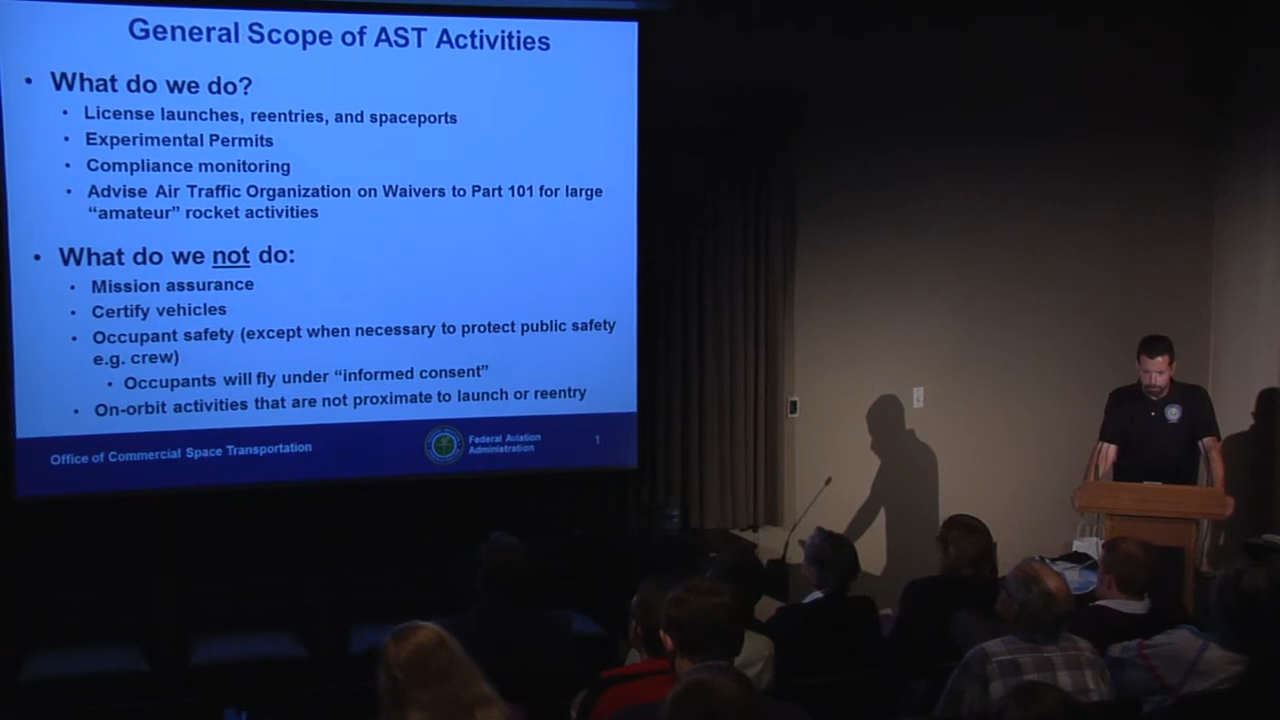 General Scope of AST Activities
• What do we do?
• License launches, reentries, and spaceports
• Experimental Permits
• Compliance monitoring
• Advise Air Traffic Organization on Waivers to Part 101 for large
“amateur” rocket activities
• What do we not do:
• Mission assurance
• Certify vehicles
• Occupant safety (except when necessary to protect public safety
e.g. crew)
• Occupants will fly under “informed consent”
• On-orbit activities that are not proximate to launch or reentry
Office of Commercial Space Transportation
Federal Aviation
Administration
1